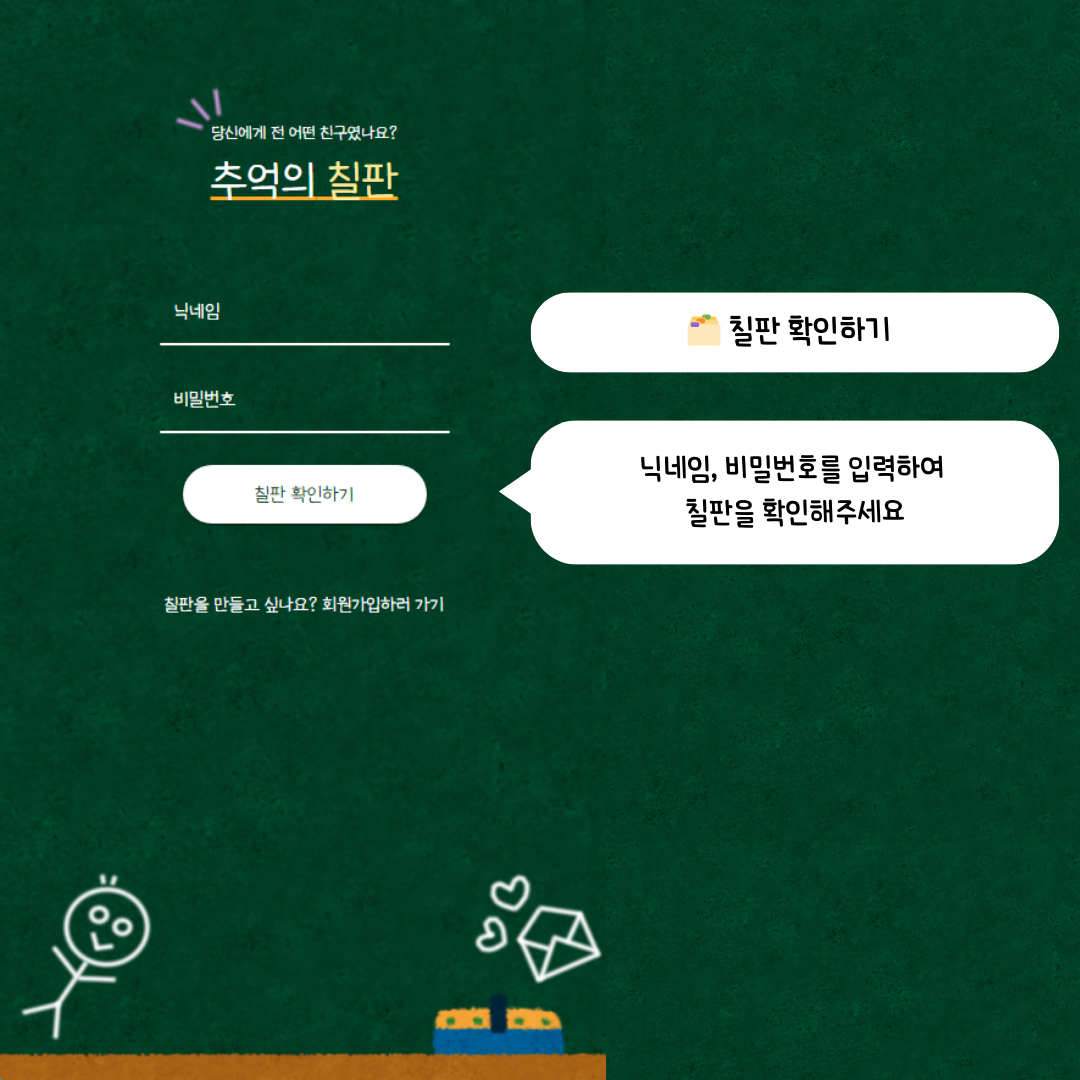 당신에게 전 어떤 친구였나요?
추억의 칠판
닉네임
비밀번호
칠판 확인하기
칠판을 만들고 싶나요? 회원가입하러 가기
칠판 확인하기
닉네임, 비밀번호를 입력하여
칠판을 확인해주세요